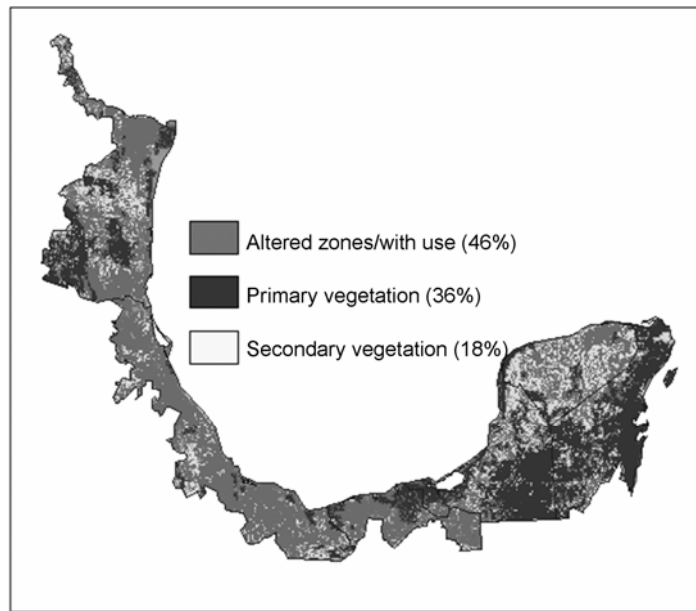 Altered zones/with use (46%)
Primary vegetation (36%)
Secondary vegetation (18%)